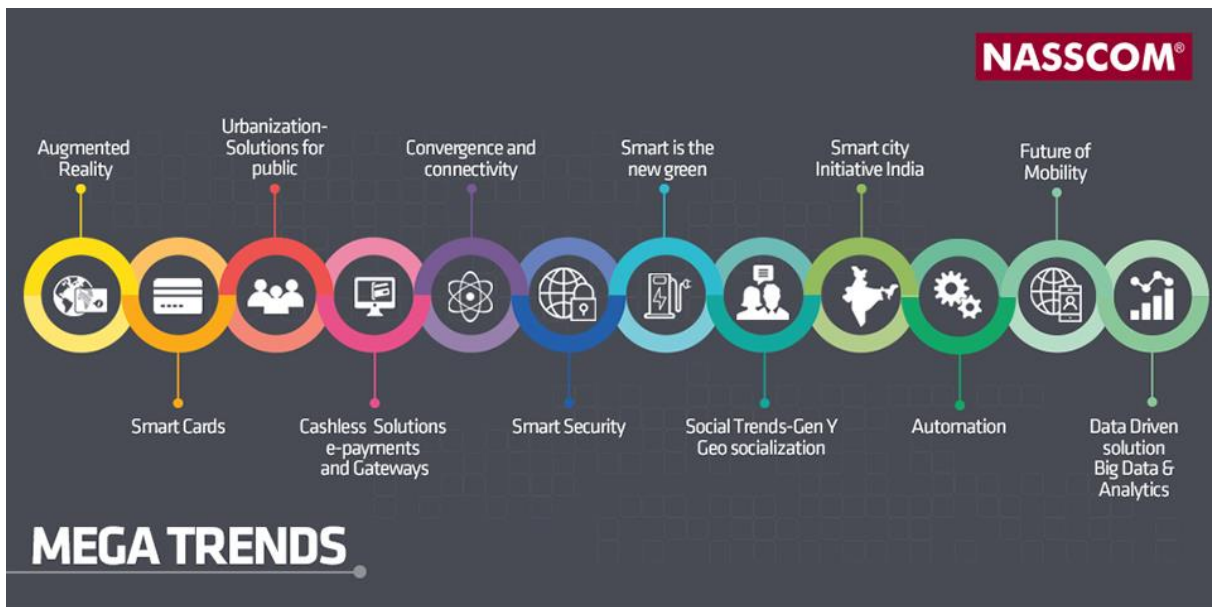 NASSCOM®
Augmented
Reality
Urbanization-
Solutions for
public
Convergence and
connectivity
Smart is the
new green
Smart city
Initiative India
Future of
Mobility
Smart Cards
Cashless Solutions
e-payments
and Gateways
Smart Security
Social Trends-Gen Y
Geo socialization
Automation
Data Driven
solution
Big Data &
Analytics
MEGA TRENDS